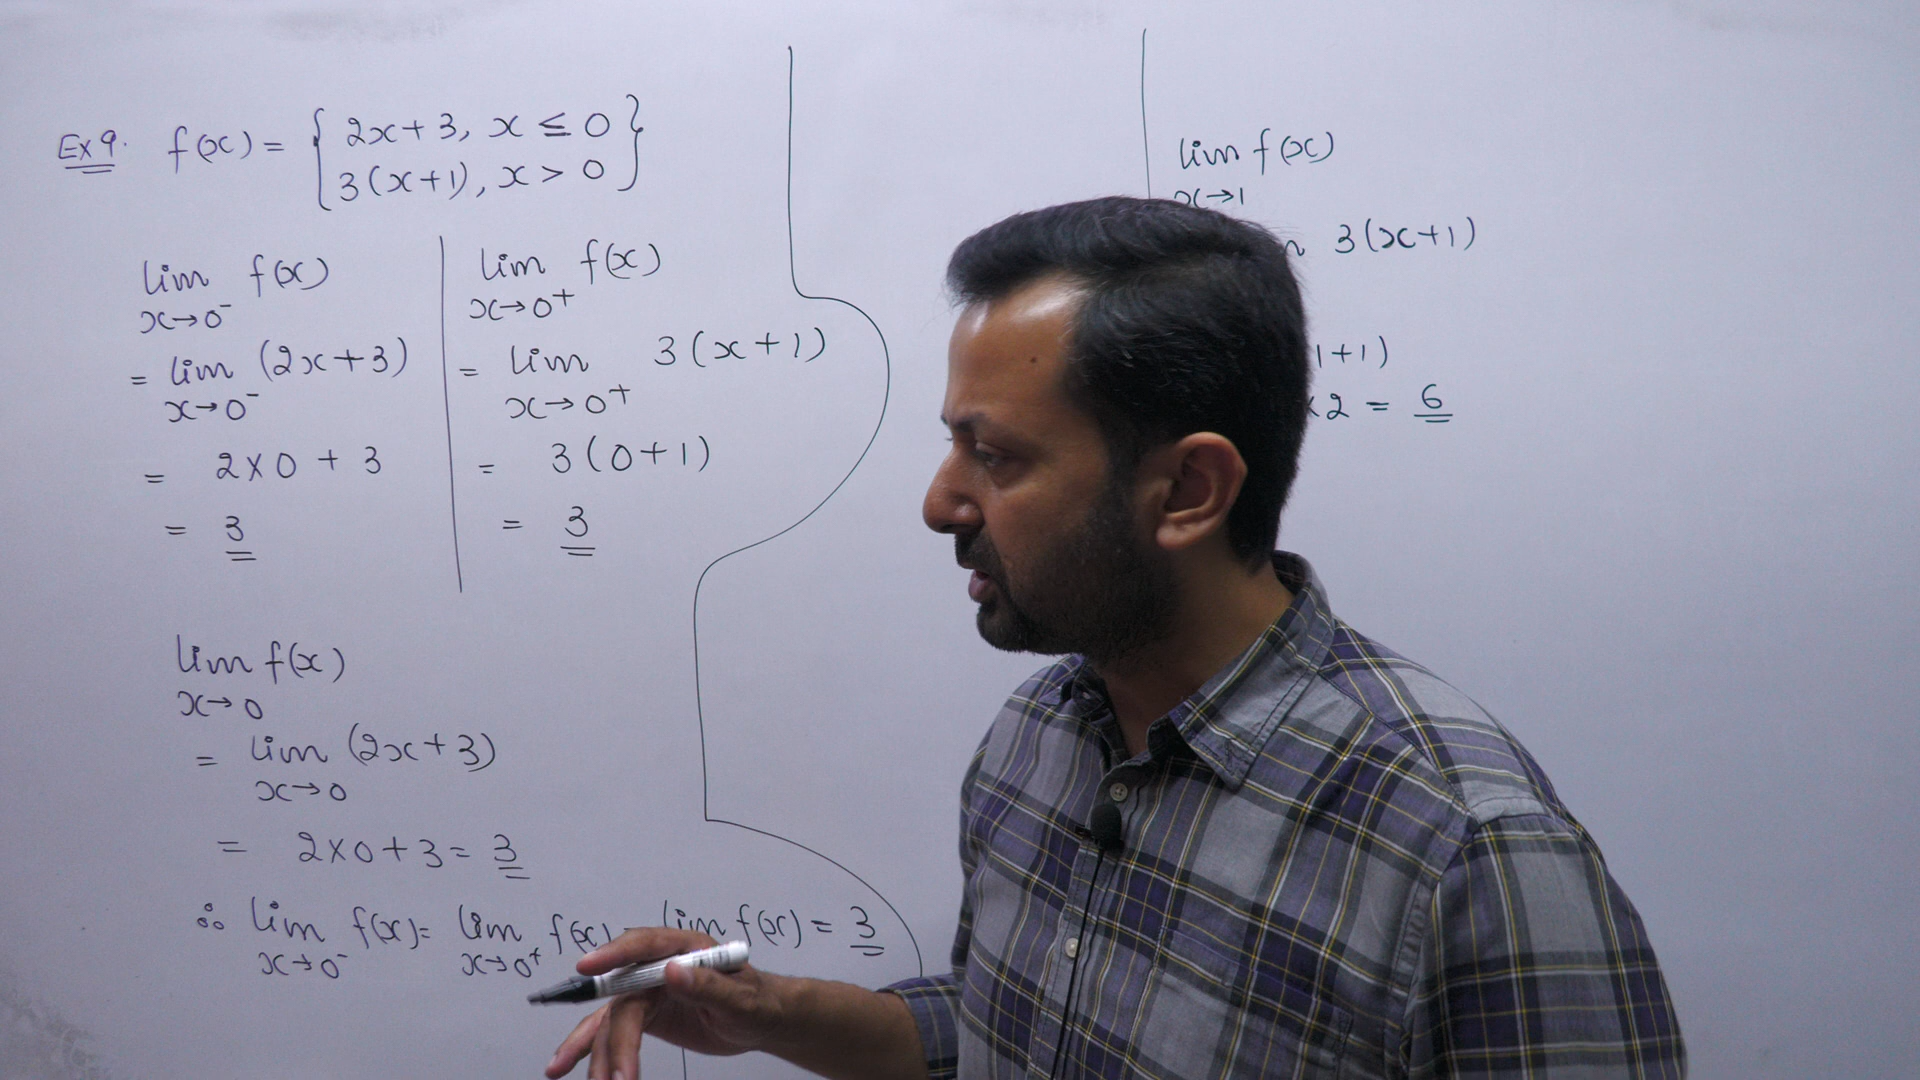 Ex 9. f(x) = { 2x+3, x ≤ 0 }
3(x+1), x > 0
lim f(x)
x→0⁻
= lim (2x+3)
x→0⁻
= 2×0 + 3
= 3
lim f(x)
x→0⁺
= lim 3(x+1)
x→0⁺
= 3(0+1)
= 3
lim f(x)
x→0
= lim (2x+3)
x→0
= 2×0+3 = 3
∴ lim f(x) = lim f(x) = lim f(x) = 3
x→0⁻ x→0⁺
lim f(x)
x→1
3(x+1)
1+1)
×2 = 6